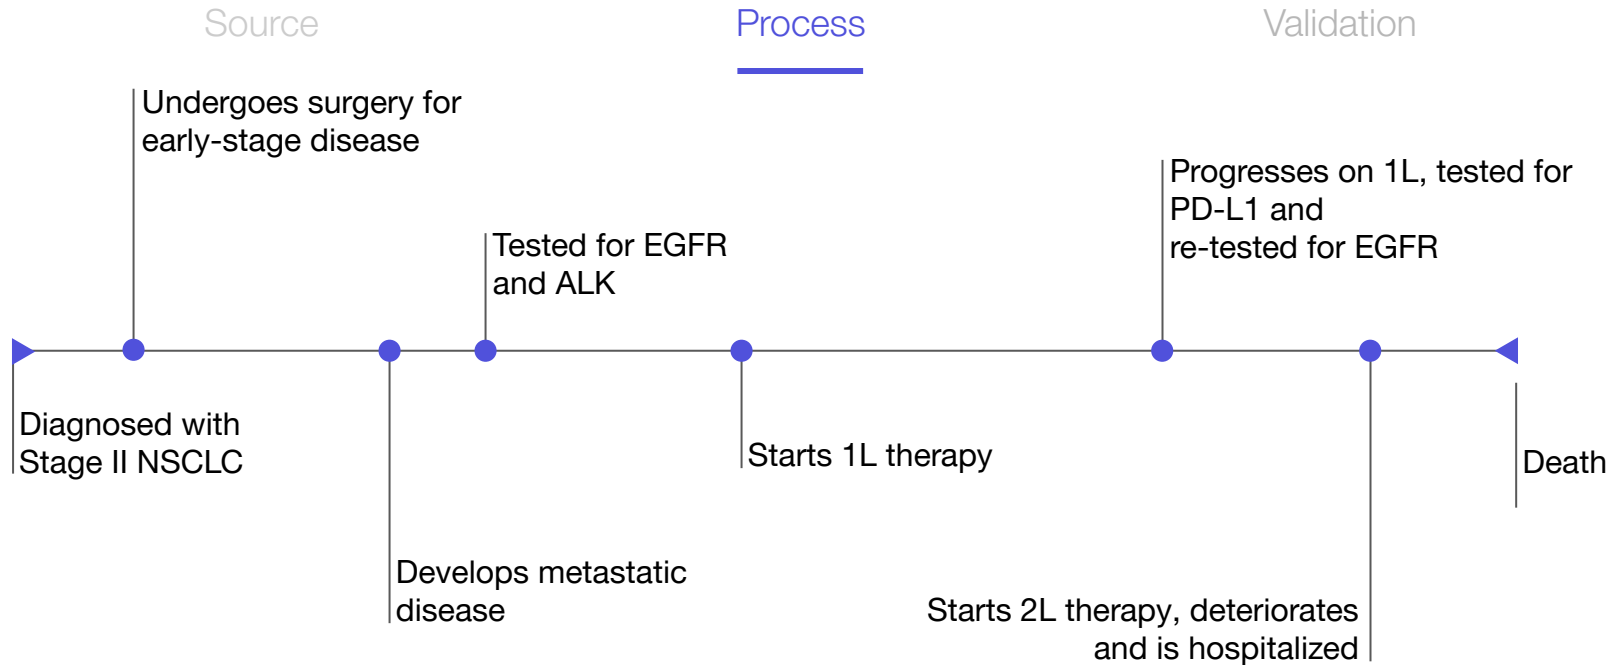 Source
Process
Validation
Undergoes surgery for
early-stage disease
Progresses on 1L, tested for
PD-L1 and
re-tested for EGFR
Tested for EGFR
and ALK
Diagnosed with
Stage II NSCLC
Starts 1L therapy
Death
Develops metastatic
disease
Starts 2L therapy, deteriorates
and is hospitalized